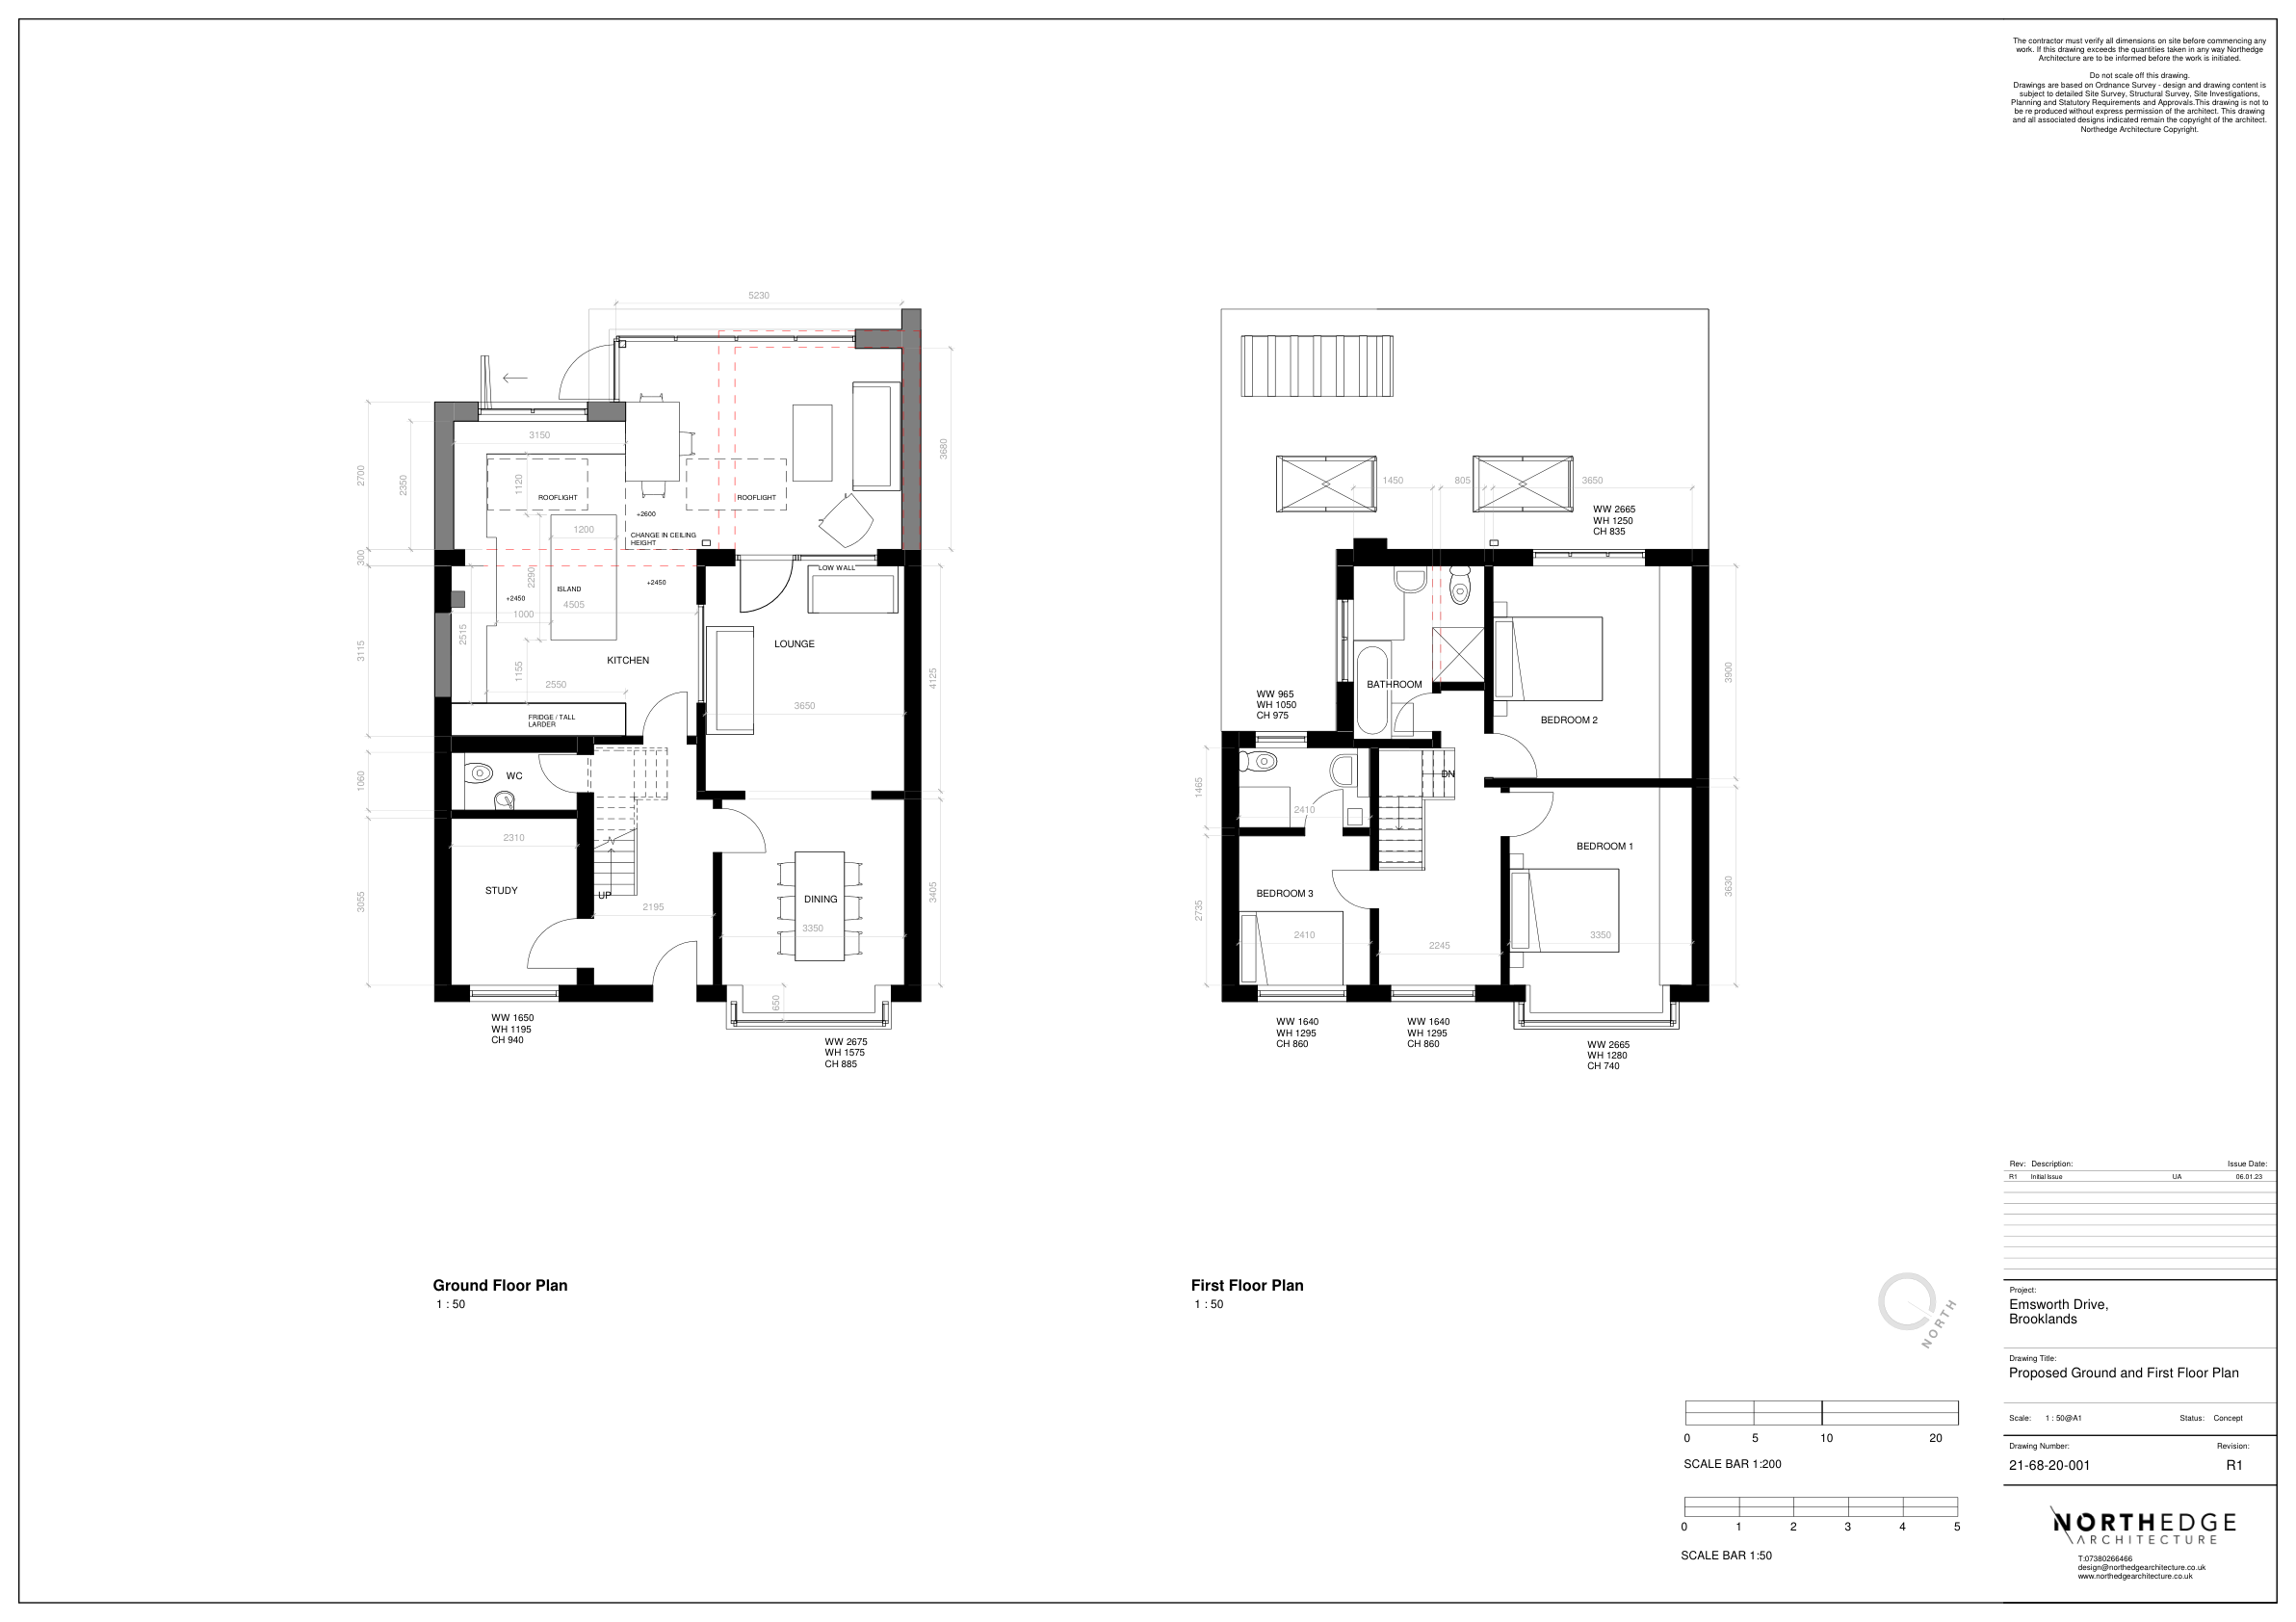 The contractor must verify all dimensions on site before commencing any
work. If this drawing exceeds the quantities taken in any way Northedge
Architecture are to be informed before the work is initiated.
Do not scale off this drawing.
Drawings are based on Ordnance Survey - design and drawing content is
subject to detailed Site Survey, Structural Survey, Site Investigations,
Planning and Statutory Requirements and Approvals.This drawing is not to
be re produced without express permission of the architect. This drawing
and all associated designs indicated remain the copyright of the architect.
Northedge Architecture Copyright.
5230
3150
2700
2350
1120
3680
ROOFLIGHT
ROOFLIGHT
+2600
1200
CHANGE IN CEILING
HEIGHT
300
LOW WALL
2290
+2450
ISLAND
+2450
4505
1000
2515
3115
LOUNGE
KITCHEN
1155
4125
2550
3650
FRIDGE / TALL
LARDER
WC
1060
2310
STUDY
UP
2195
DINING
3350
3055
3405
650
WW 1650
WH 1195
CH 940
WW 2675
WH 1575
CH 885
Ground Floor Plan
1 : 50
1450
805
3650
WW 2665
WH 1250
CH 835
BATHROOM
3900
WW 965
WH 1050
CH 975
BEDROOM 2
DN
1465
2410
BEDROOM 1
BEDROOM 3
3630
2735
2410
2245
3350
WW 1640
WH 1295
CH 860
WW 1640
WH 1295
CH 860
WW 2665
WH 1280
CH 740
First Floor Plan
1 : 50
NORTH
0 5 10 20
SCALE BAR 1:200
0 1 2 3 4 5
SCALE BAR 1:50
Rev: Description: Issue Date:
R1 Initial Issue UA 06.01.23
Project:
Emsworth Drive,
Brooklands
Drawing Title:
Proposed Ground and First Floor Plan
Scale: 1 : 50@A1 Status: Concept
Drawing Number: Revision:
21-68-20-001 R1
NORTHEDGE
ARCHITECTURE
T:07380266466
design@northedgearchitecture.co.uk
www.northedgearchitecture.co.uk